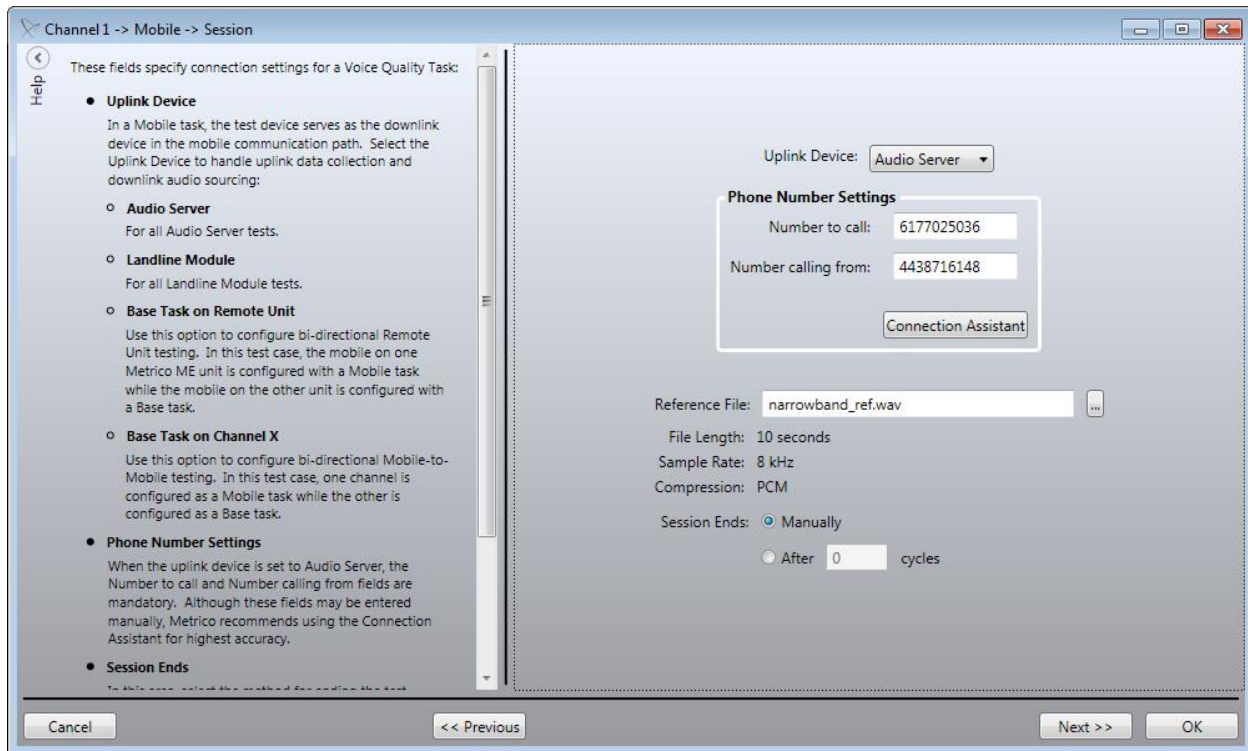 Channel 1 -> Mobile -> Session
Help
These fields specify connection settings for a Voice Quality Task:
● Uplink Device
In a Mobile task, the test device serves as the downlink
device in the mobile communication path. Select the
Uplink Device to handle uplink data collection and
downlink audio sourcing:
o Audio Server
For all Audio Server tests.
o Landline Module
For all Landline Module tests.
o Base Task on Remote Unit
Use this option to configure bi-directional Remote
Unit testing. In this test case, the mobile on one
Metrico ME unit is configured with a Mobile task
while the mobile on the other unit is configured with
a Base task.
o Base Task on Channel X
Use this option to configure bi-directional Mobile-to-
Mobile testing. In this test case, one channel is
configured as a Mobile task while the other is
configured as a Base task.
● Phone Number Settings
When the uplink device is set to Audio Server, the
Number to call and Number calling from fields are
mandatory. Although these fields may be entered
manually, Metrico recommends using the Connection
Assistant for highest accuracy.
● Session Ends
Uplink Device: Audio Server
Phone Number Settings
Number to call: 6177025036
Number calling from: 4438716148
Connection Assistant
Reference File: narrowband_ref.wav ...
File Length: 10 seconds
Sample Rate: 8 kHz
Compression: PCM
Session Ends: Manually
After 0 cycles
Cancel << Previous Next >> OK